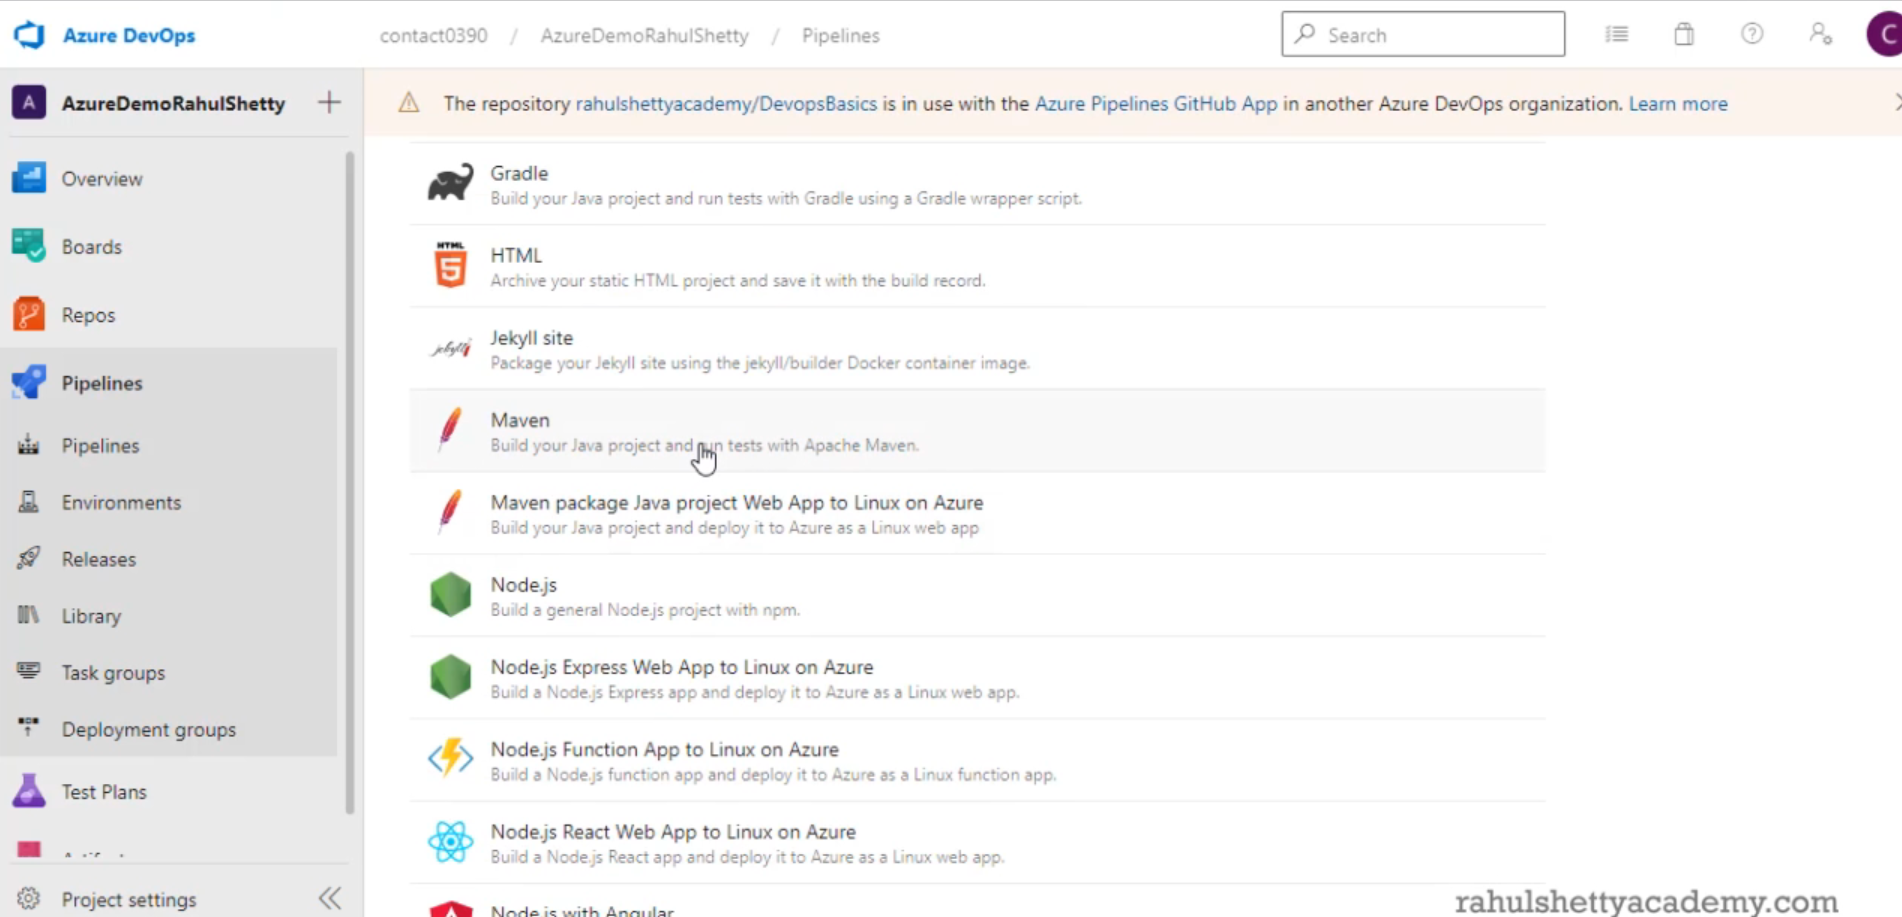 Azure DevOps
contact0390 / AzureDemoRahulShetty / Pipelines
Search
C
A AzureDemoRahulShetty
Overview
Boards
Repos
Pipelines
Pipelines
Environments
Releases
Library
Task groups
Deployment groups
Test Plans
Project settings
The repository rahulshettyacademy/DevopsBasics is in use with the Azure Pipelines GitHub App in another Azure DevOps organization. Learn more
Gradle
Build your Java project and run tests with Gradle using a Gradle wrapper script.
HTML
5
HTML
Archive your static HTML project and save it with the build record.
jekyll
Jekyll site
Package your Jekyll site using the jekyll/builder Docker container image.
Maven
Build your Java project and run tests with Apache Maven.
Maven package Java project Web App to Linux on Azure
Build your Java project and deploy it to Azure as a Linux web app
Node.js
Build a general Node.js project with npm.
Node.js Express Web App to Linux on Azure
Build a Node.js Express app and deploy it to Azure as a Linux web app.
Node.js Function App to Linux on Azure
Build a Node.js function app and deploy it to Azure as a Linux function app.
Node.js React Web App to Linux on Azure
Build a Node.js React app and deploy it to Azure as a Linux web app.
Node.js with Angular
rahulshettyacademy.com